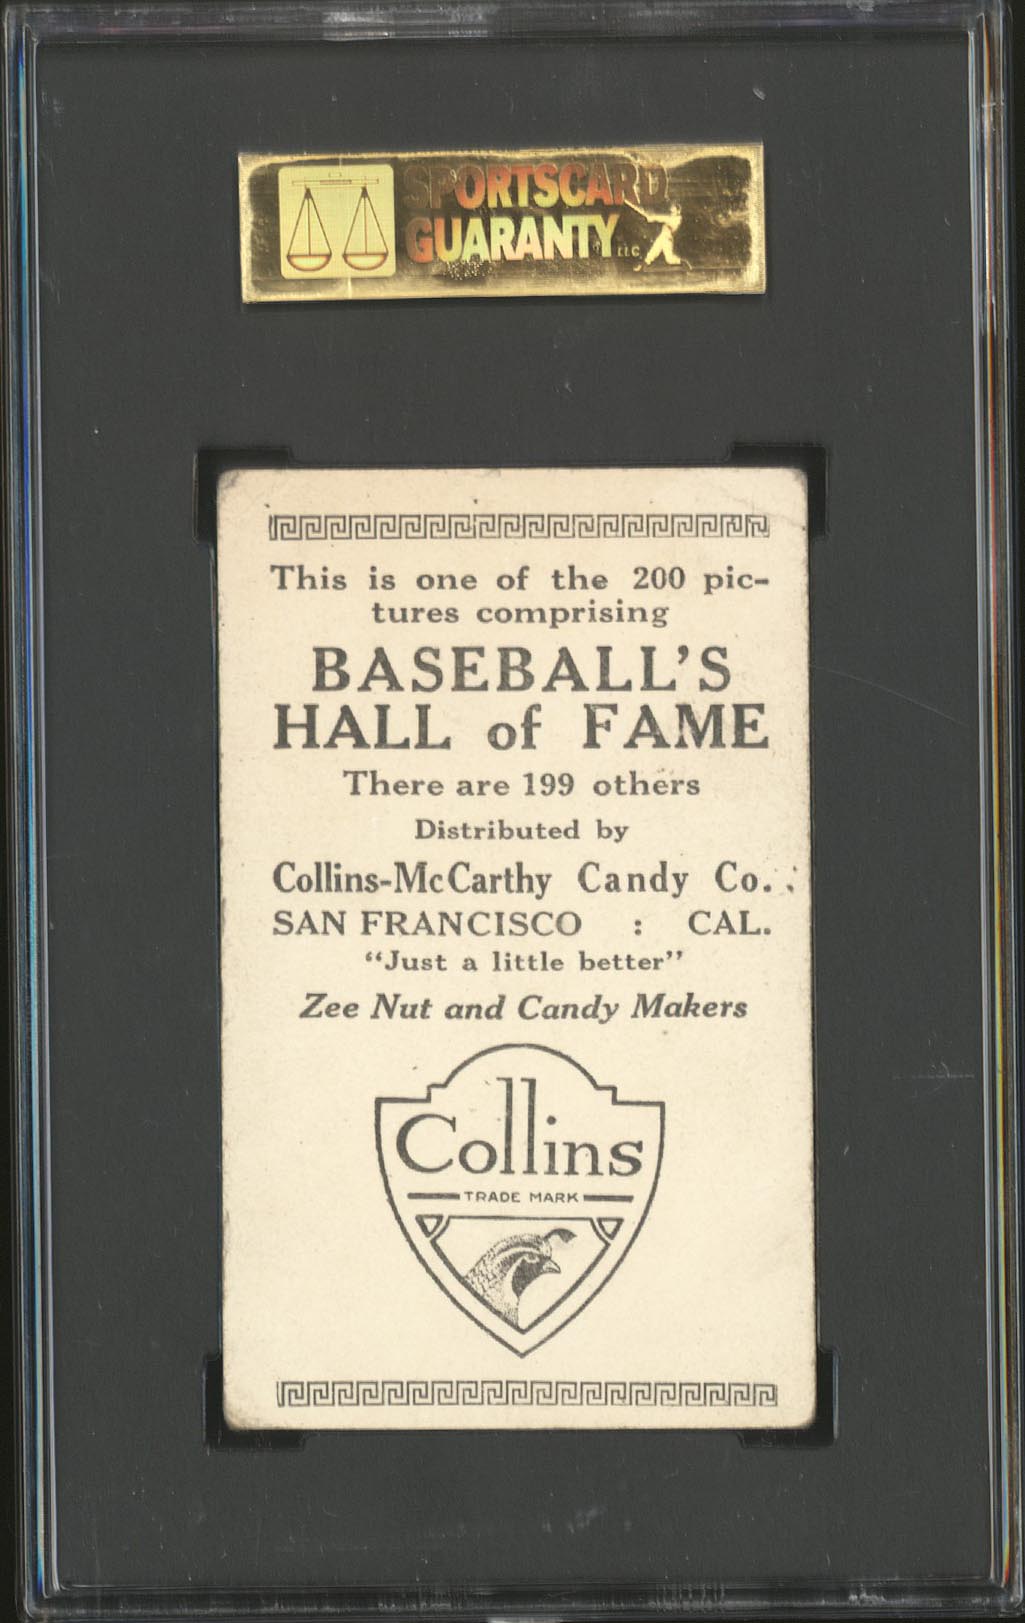 SPORTSCARD
GUARANTY LLC
This is one of the 200 pic-
tures comprising
BASEBALL'S
HALL of FAME
There are 199 others
Distributed by
Collins-McCarthy Candy Co.
SAN FRANCISCO : CAL.
"Just a little better"
Zee Nut and Candy Makers
Collins
TRADE MARK